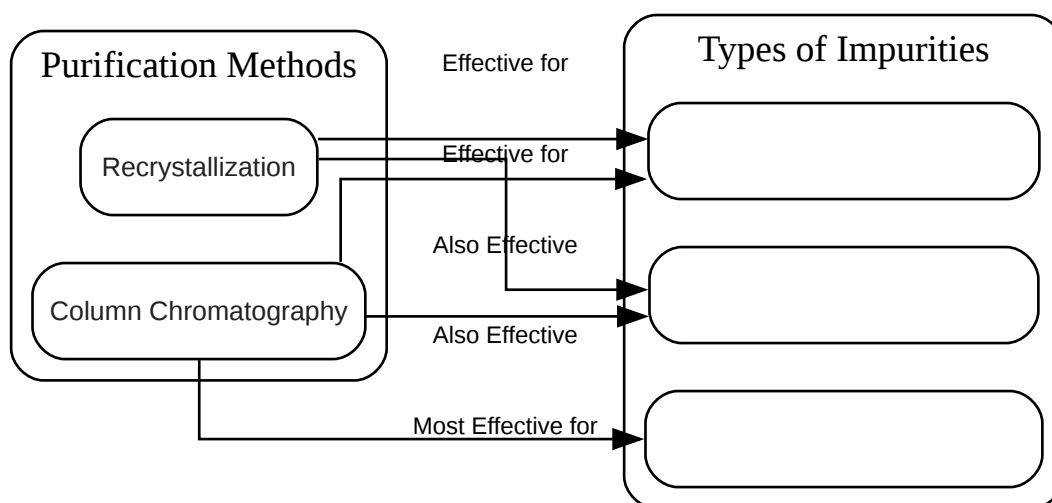 Purification Methods
Effective for
Types of Impurities
Recrystallization
Effective for
Also Effective
Column Chromatography
Also Effective
Most Effective for